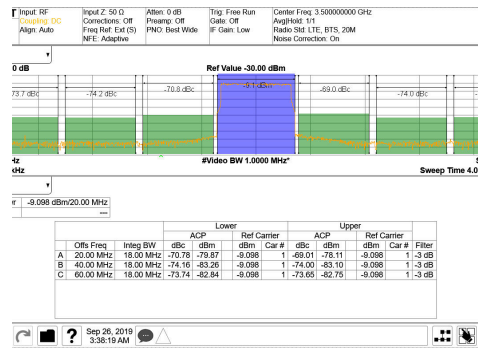 Input: RF Input Z: 50 Ω Atten: 0 dB Trig: Free Run Center Freq: 3.500000000 GHz
Coupling: DC Corrections: Off Preamp: Off Gate: Off Avg|Hold: 1/1
Align: Auto Freq Ref: Ext (S) PNO: Best Wide IF Gain: Low Radio Std: LTE, BTS, 20M
NFE: Adaptive Noise Correction: On
0 dB Ref Value -30.00 dBm
73.7 dBc -74.2 dBc -70.8 dBc -9.1 dBm -69.0 dBc -74.0 dBc
Hz #Video BW 1.0000 MHz*
kHz Sweep Time 4.0
-9.098 dBm/20.00 MHz
---
Lower Upper
ACP Ref Carrier ACP Ref Carrier
Offs Freq Integ BW dBc dBm dBm Car # dBc dBm dBm Car # Filter
A 20.00 MHz 18.00 MHz -70.78 -79.87 -9.098 1 -69.01 -78.11 -9.098 1 -3 dB
B 40.00 MHz 18.00 MHz -74.16 -83.26 -9.098 1 -74.00 -83.10 -9.098 1 -3 dB
C 60.00 MHz 18.00 MHz -73.74 -82.84 -9.098 1 -73.65 -82.75 -9.098 1 -3 dB
? Sep 26, 2019
3:38:19 AM